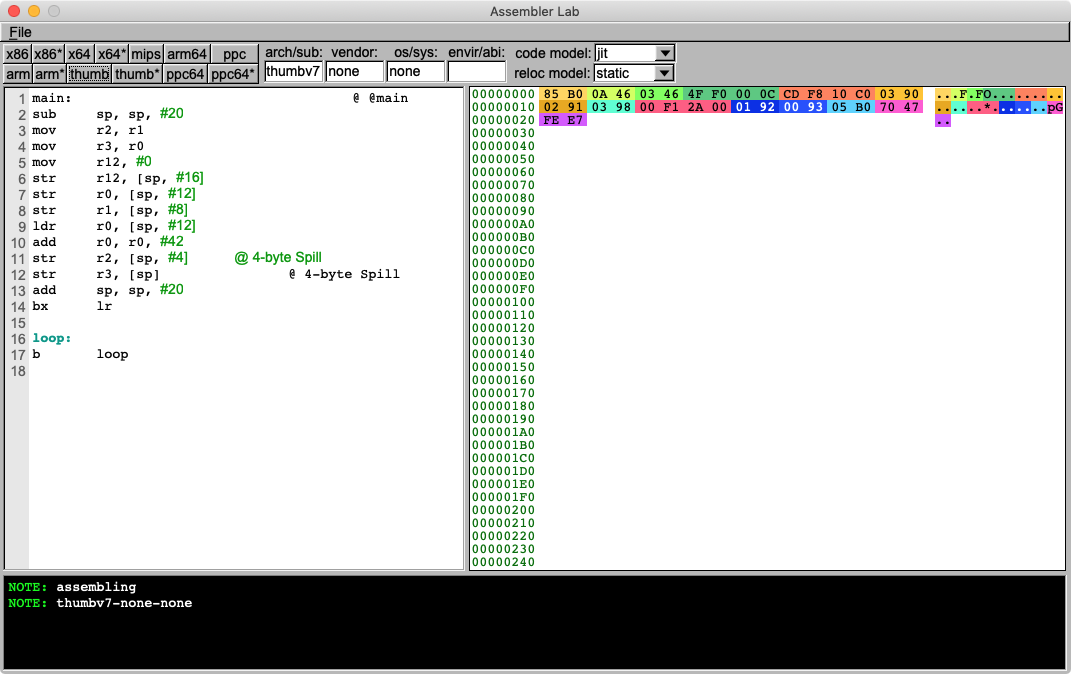 Assembler Lab
File
x86 x86* x64 x64* mips arm64 ppc arch/sub: vendor: os/sys: envir/abi: code model: jit
arm arm* thumb thumb* ppc64 ppc64* thumbv7 none none reloc model: static
1 main: @ @main
2 sub sp, sp, #20
3 mov r2, r1
4 mov r3, r0
5 mov r12, #0
6 str r12, [sp, #16]
7 str r0, [sp, #12]
8 str r1, [sp, #8]
9 ldr r0, [sp, #12]
10 add r0, r0, #42
11 str r2, [sp, #4] @ 4-byte Spill
12 str r3, [sp] @ 4-byte Spill
13 add sp, sp, #20
14 bx lr
15
16 loop:
17 b loop
18
00000000 85 B0 0A 46 03 46 4F F0 00 0C CD F8 10 C0 03 90 ...F.FO.........
00000010 02 91 03 98 00 F1 2A 00 01 92 00 93 05 B0 70 47 ......*.......pG
00000020 FE E7 ..
00000030
00000040
00000050
00000060
00000070
00000080
00000090
000000A0
000000B0
000000C0
000000D0
000000E0
000000F0
00000100
00000110
00000120
00000130
00000140
00000150
00000160
00000170
00000180
00000190
000001A0
000001B0
000001C0
000001D0
000001E0
000001F0
00000200
00000210
00000220
00000230
00000240
NOTE: assembling
NOTE: thumbv7-none-none